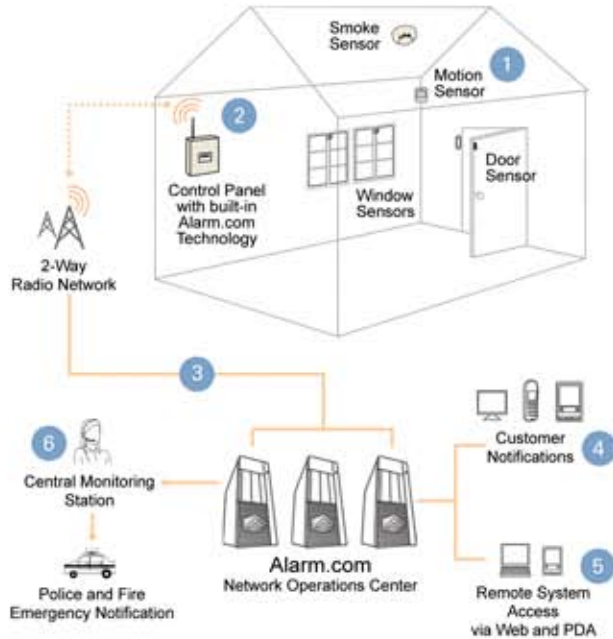 Smoke
Sensor
1
Motion
Sensor
2
Control Panel
with built-in
Alarm.com
Technology
Window
Sensors
Door
Sensor
2-Way
Radio Network
3
6
Central Monitoring
Station
Police and Fire
Emergency Notification
Alarm.com
Network Operations Center
Customer
Notifications
4
5
Remote System
Access
via Web and PDA